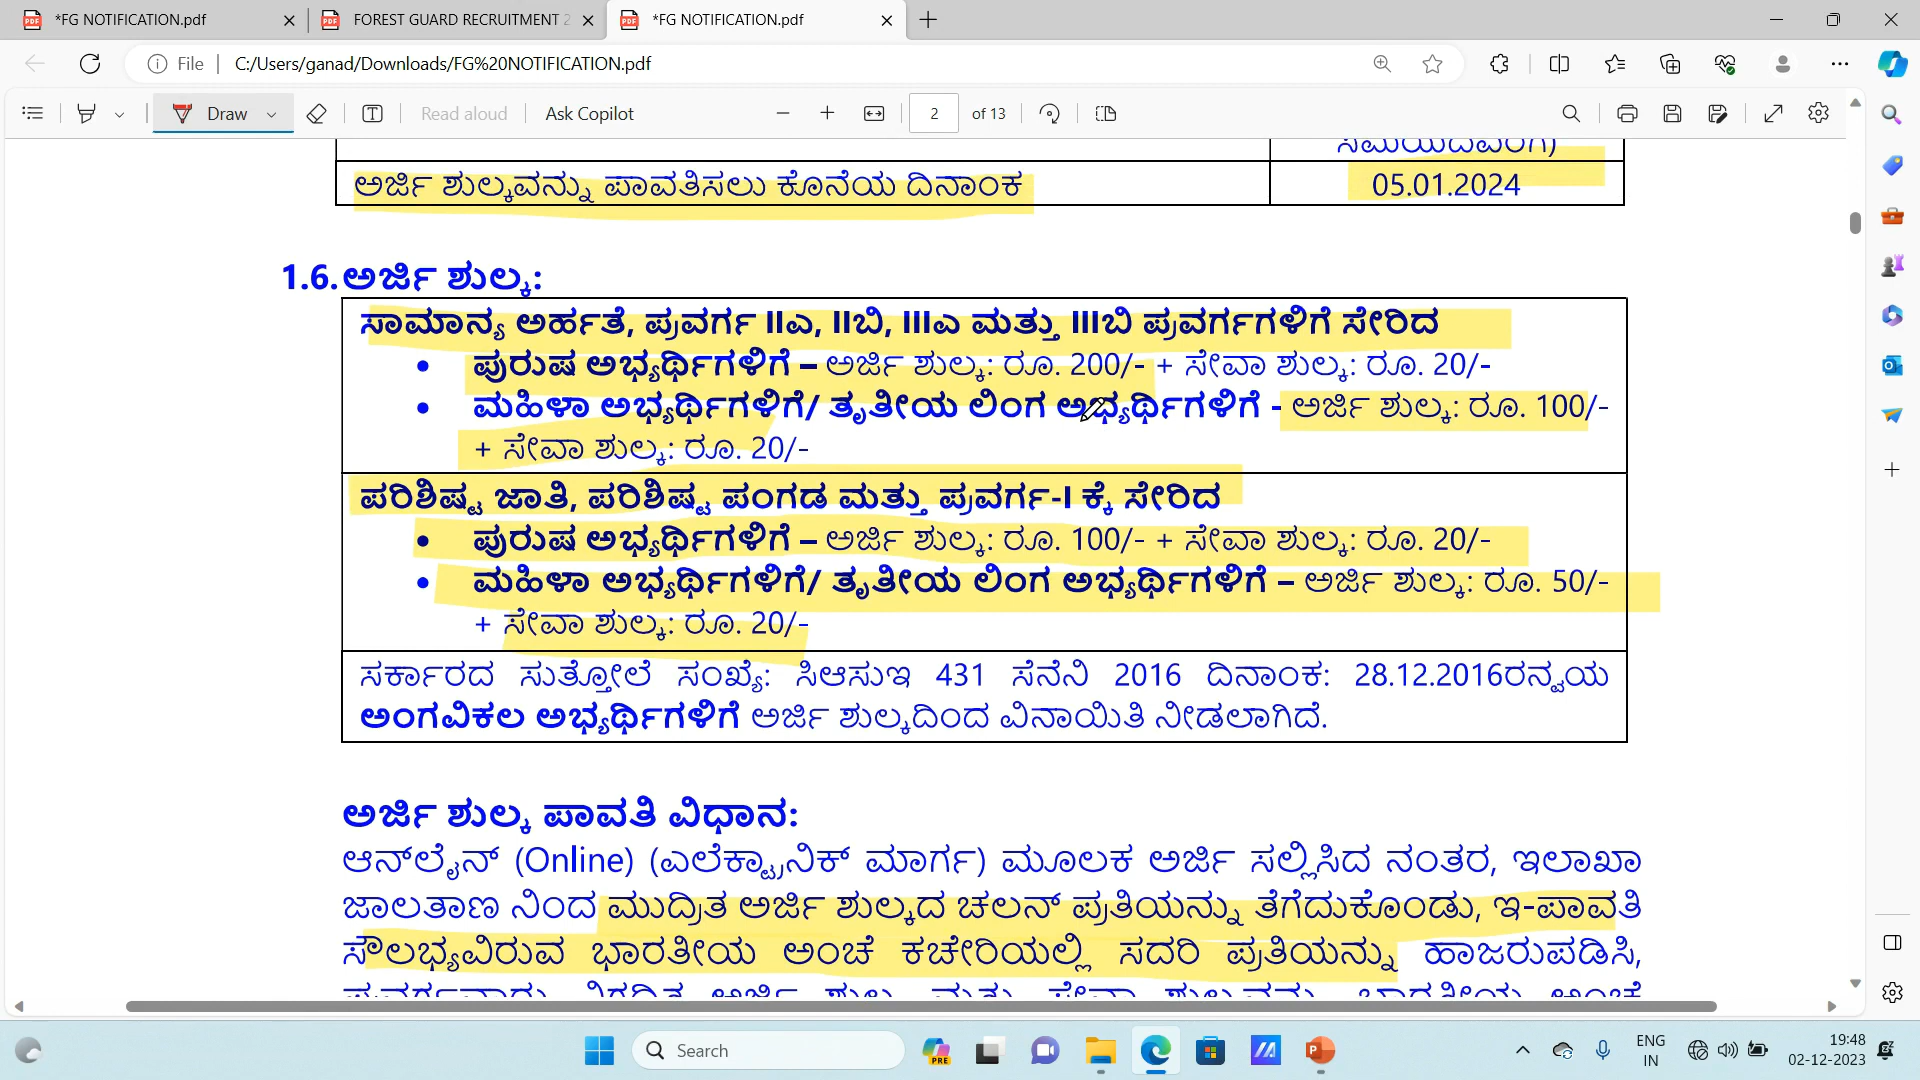 *FG NOTIFICATION.pdf
FOREST GUARD RECRUITMENT 2
*FG NOTIFICATION.pdf
File
C:/Users/ganad/Downloads/FG%20NOTIFICATION.pdf
Draw
Read aloud
Ask Copilot
2
of 13
ಅರ್ಜಿ ಶುಲ್ಕವನ್ನು ಪಾವತಿಸಲು ಕೊನೆಯ ದಿನಾಂಕ
05.01.2024
1.6.ಅರ್ಜಿ ಶುಲ್ಕ:
ಸಾಮಾನ್ಯ ಅರ್ಹತೆ, ಪ್ರವರ್ಗ IIಎ, IIಬಿ, IIIಎ ಮತ್ತು IIIಬಿ ಪ್ರವರ್ಗಗಳಿಗೆ ಸೇರಿದ
• ಪುರುಷ ಅಭ್ಯರ್ಥಿಗಳಿಗೆ – ಅರ್ಜಿ ಶುಲ್ಕ: ರೂ. 200/- + ಸೇವಾ ಶುಲ್ಕ: ರೂ. 20/-
• ಮಹಿಳಾ ಅಭ್ಯರ್ಥಿಗಳಿಗೆ/ ತೃತೀಯ ಲಿಂಗ ಅಭ್ಯರ್ಥಿಗಳಿಗೆ - ಅರ್ಜಿ ಶುಲ್ಕ: ರೂ. 100/-
+ ಸೇವಾ ಶುಲ್ಕ: ರೂ. 20/-
ಪರಿಶಿಷ್ಟ ಜಾತಿ, ಪರಿಶಿಷ್ಟ ಪಂಗಡ ಮತ್ತು ಪ್ರವರ್ಗ-I ಕ್ಕೆ ಸೇರಿದ
• ಪುರುಷ ಅಭ್ಯರ್ಥಿಗಳಿಗೆ – ಅರ್ಜಿ ಶುಲ್ಕ: ರೂ. 100/- + ಸೇವಾ ಶುಲ್ಕ: ರೂ. 20/-
• ಮಹಿಳಾ ಅಭ್ಯರ್ಥಿಗಳಿಗೆ/ ತೃತೀಯ ಲಿಂಗ ಅಭ್ಯರ್ಥಿಗಳಿಗೆ – ಅರ್ಜಿ ಶುಲ್ಕ: ರೂ. 50/-
+ ಸೇವಾ ಶುಲ್ಕ: ರೂ. 20/-
ಸರ್ಕಾರದ ಸುತ್ತೋಲೆ ಸಂಖ್ಯೆ: ಸಿಆಸುಇ 431 ಸೆನೆನಿ 2016 ದಿನಾಂಕ: 28.12.2016ರನ್ವಯ
ಅಂಗವಿಕಲ ಅಭ್ಯರ್ಥಿಗಳಿಗೆ ಅರ್ಜಿ ಶುಲ್ಕದಿಂದ ವಿನಾಯಿತಿ ನೀಡಲಾಗಿದೆ.
ಅರ್ಜಿ ಶುಲ್ಕ ಪಾವತಿ ವಿಧಾನ:
ಆನ್‌ಲೈನ್ (Online) (ಎಲೆಕ್ಟ್ರಾನಿಕ್ ಮಾರ್ಗ) ಮೂಲಕ ಅರ್ಜಿ ಸಲ್ಲಿಸಿದ ನಂತರ, ಇಲಾಖಾ
ಜಾಲತಾಣ ನಿಂದ ಮುದ್ರಿತ ಅರ್ಜಿ ಶುಲ್ಕದ ಚಲನ್ ಪ್ರತಿಯನ್ನು ತೆಗೆದುಕೊಂಡು, ಇ-ಪಾವತಿ
ಸೌಲಭ್ಯವಿರುವ ಭಾರತೀಯ ಅಂಚೆ ಕಚೇರಿಯಲ್ಲಿ ಸದರಿ ಪ್ರತಿಯನ್ನು ಹಾಜರುಪಡಿಸಿ,
Search
PRE
ENG
IN
19:48
02-12-2023